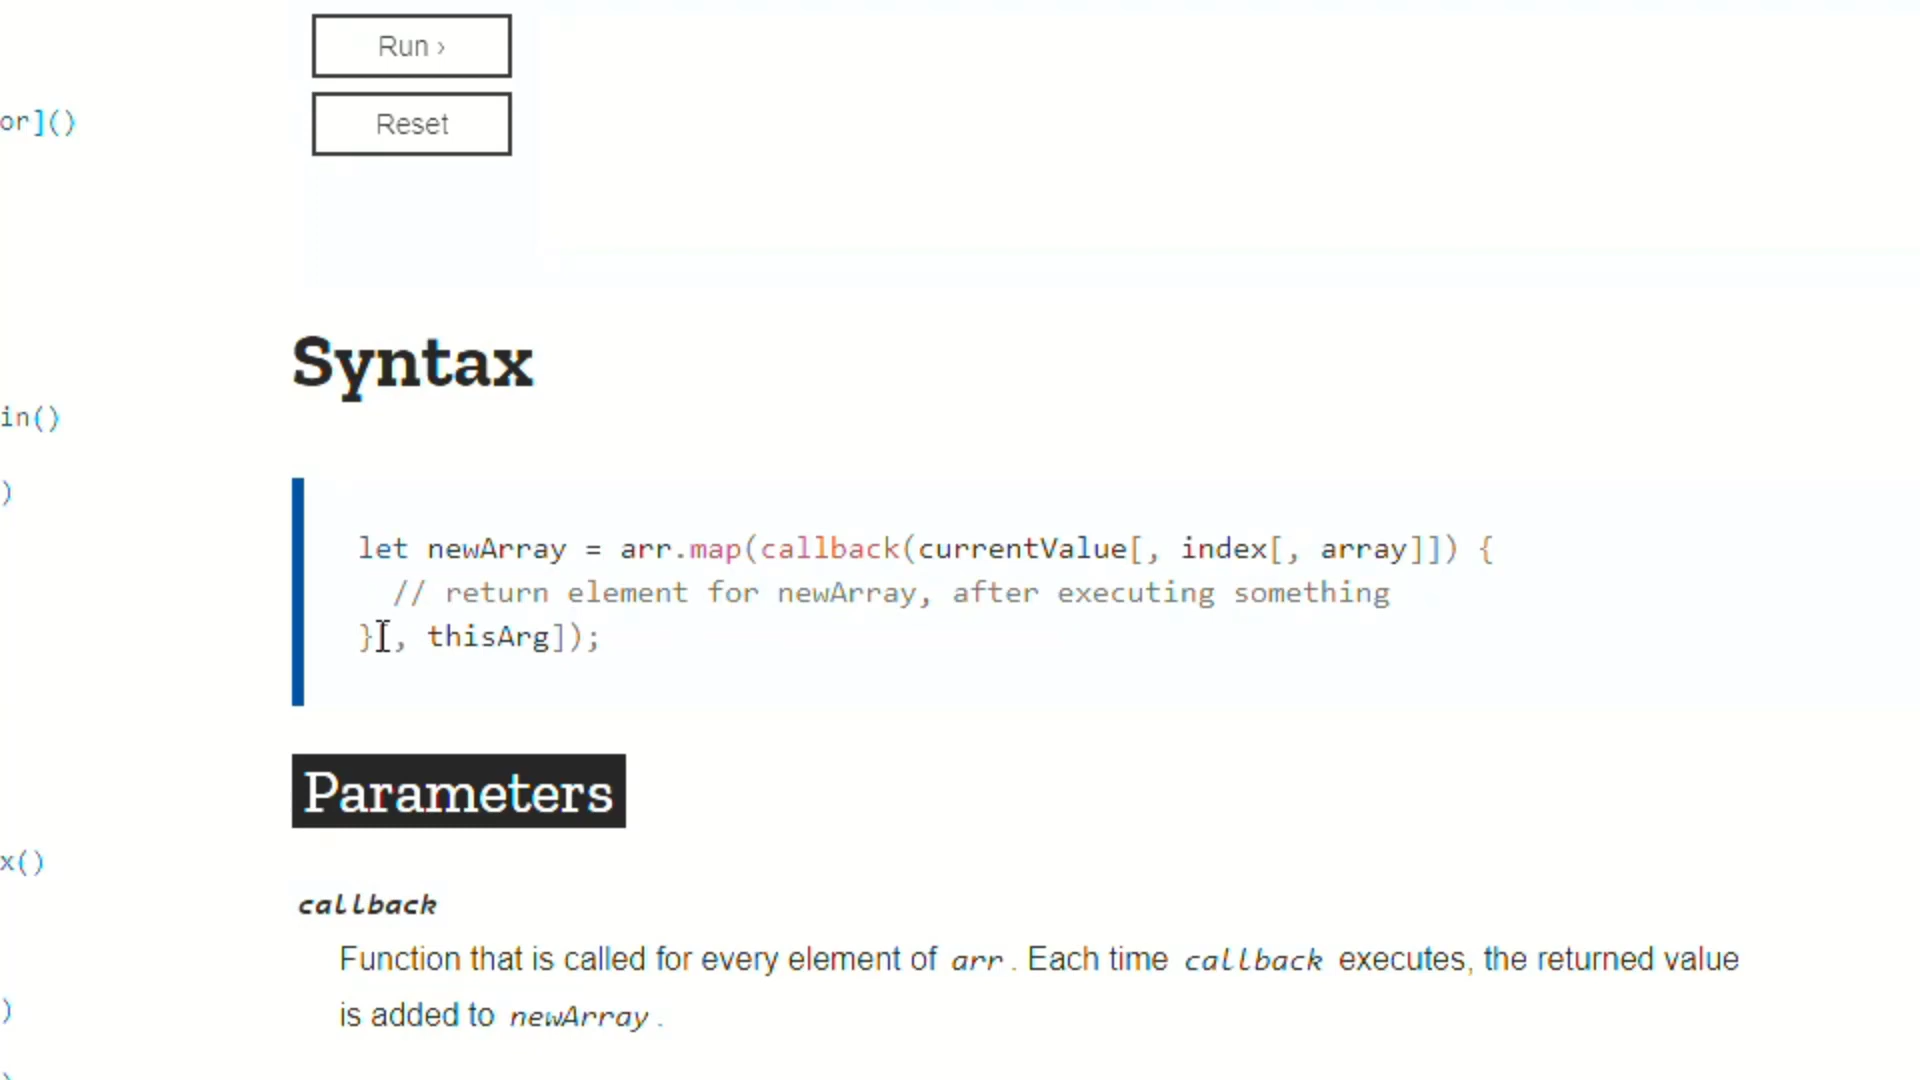 Run ›
or]()
Reset
Syntax
in()
)
let newArray = arr.map(callback(currentValue[, index[, array]]) {
// return element for newArray, after executing something
}[, thisArg]);
Parameters
x()
callback
Function that is called for every element of arr. Each time callback executes, the returned value
)
is added to newArray.